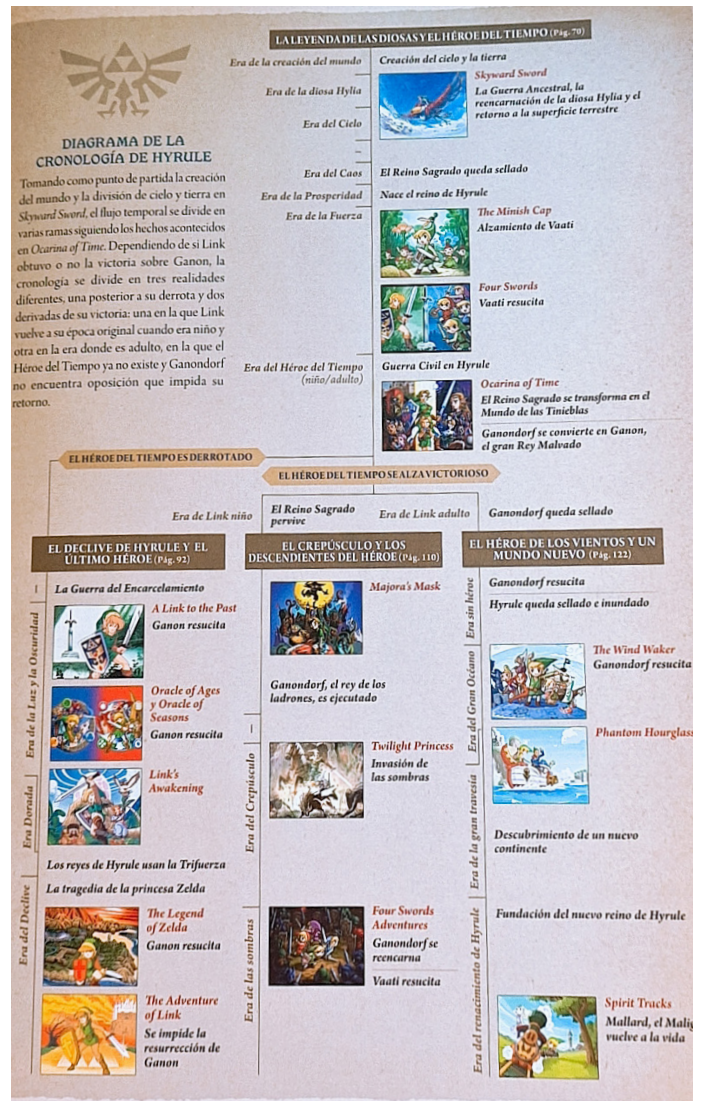 LA LEYENDA DE LAS DIOSAS Y EL HÉROE DEL TIEMPO (Pág. 70)
DIAGRAMA DE LA
CRONOLOGÍA DE HYRULE
Tomando como punto de partida la creación
del mundo y la división de cielo y tierra en
Skyward Sword, el flujo temporal se divide en
varias ramas siguiendo los hechos acontecidos
en Ocarina of Time. Dependiendo de si Link
obtuvo o no la victoria sobre Ganon, la
cronología se divide en tres realidades
diferentes, una posterior a su derrota y dos
derivadas de su victoria: una en la que Link
vuelve a su época original cuando era niño y
otra en la era donde es adulto, en la que el
Héroe del Tiempo ya no existe y Ganondorf
no encuentra oposición que impida su
retorno.
Era de la creación del mundo
Creación del cielo y la tierra
Era de la diosa Hylia
Era del Cielo
Skyward Sword
La Guerra Ancestral, la
reencarnación de la diosa Hylia y el
retorno a la superficie terrestre
–
Era del Caos
El Reino Sagrado queda sellado
Era de la Prosperidad
Nace el reino de Hyrule
Era de la Fuerza
The Minish Cap
Alzamiento de Vaati
Four Swords
Vaati resucita
Era del Héroe del Tiempo
(niño/adulto)
Guerra Civil en Hyrule
Ocarina of Time
El Reino Sagrado se transforma en el
Mundo de las Tinieblas
Ganondorf se convierte en Ganon,
el gran Rey Malvado
EL HÉROE DEL TIEMPO ES DERROTADO
EL HÉROE DEL TIEMPO SE ALZA VICTORIOSO
Era de Link niño
El Reino Sagrado
pervive
Era de Link adulto
Ganondorf queda sellado
EL DECLIVE DE HYRULE Y EL
ÚLTIMO HÉROE (Pág. 92)
–
La Guerra del Encarcelamiento
Era de la Luz y la Oscuridad
A Link to the Past
Ganon resucita
Oracle of Ages
y Oracle of
Seasons
Ganon resucita
Link's
Awakening
Era Dorada
Los reyes de Hyrule usan la Trifuerza
La tragedia de la princesa Zelda
Era del Declive
The Legend
of Zelda
Ganon resucita
The Adventure
of Link
Se impide la
resurrección de
Ganon
EL CREPÚSCULO Y LOS
DESCENDIENTES DEL HÉROE (Pág. 110)
Majora's Mask
Ganondorf, el rey de los
ladrones, es ejecutado
–
Era del Crepúsculo
Twilight Princess
Invasión de
las sombras
Era de las sombras
Four Swords
Adventures
Ganondorf se
reencarna
Vaati resucita
EL HÉROE DE LOS VIENTOS Y UN
MUNDO NUEVO (Pág. 122)
Era sin héroe
Ganondorf resucita
Hyrule queda sellado e inundado
Era del Gran Océano
The Wind Waker
Ganondorf resucita
Phantom Hourglass
Era de la gran travesía
Descubrimiento de un nuevo
continente
Era del renacimiento de Hyrule
Fundación del nuevo reino de Hyrule
Spirit Tracks
Mallard, el Malig
vuelve a la vida